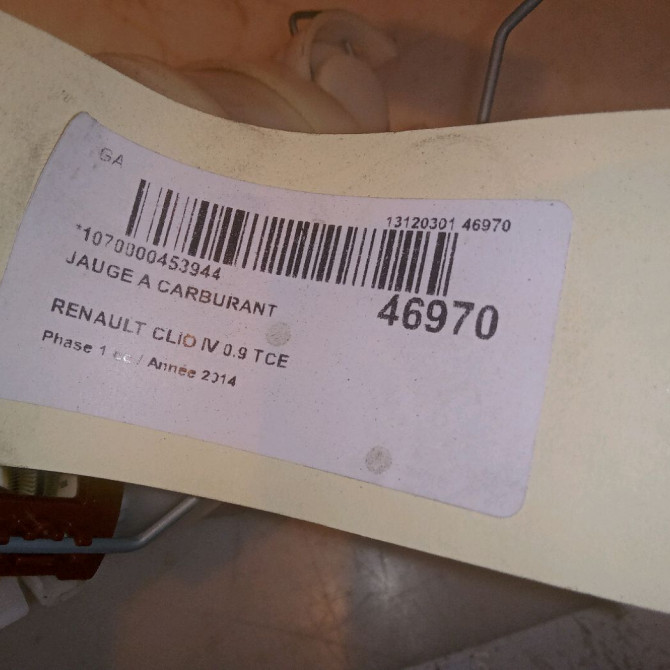 GA
13120301 46970
*1070000453944
JAUGE A CARBURANT
46970
RENAULT CLIO IV 0.9 TCE
Phase 1 / Année 2014